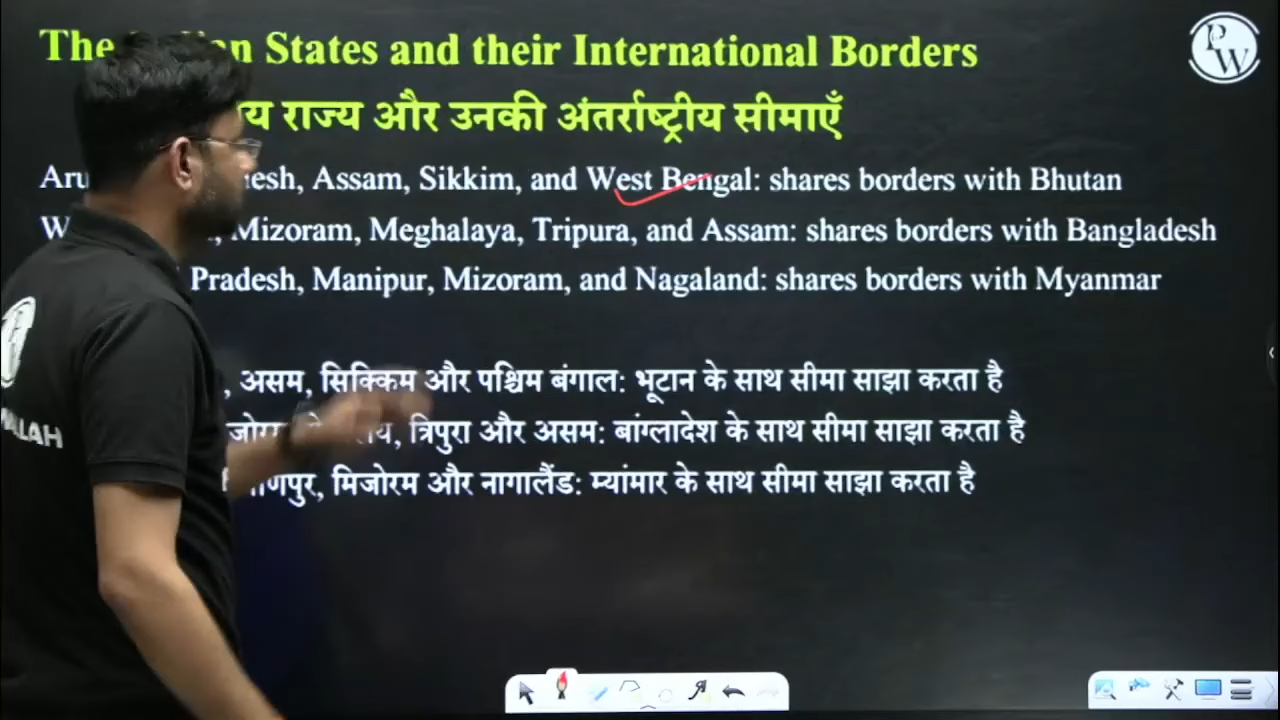 The Indian States and their International Borders
राज्य और उनकी अंतर्राष्ट्रीय सीमाएँ
Assam, Sikkim, and West Bengal: shares borders with Bhutan
Mizoram, Meghalaya, Tripura, and Assam: shares borders with Bangladesh
Pradesh, Manipur, Mizoram, and Nagaland: shares borders with Myanmar
, असम, सिक्किम और पश्चिम बंगाल: भूटान के साथ सीमा साझा करता है
त्रिपुरा और असम: बांग्लादेश के साथ सीमा साझा करता है
मिजोरम और नागालैंड: म्यांमार के साथ सीमा साझा करता है
PW